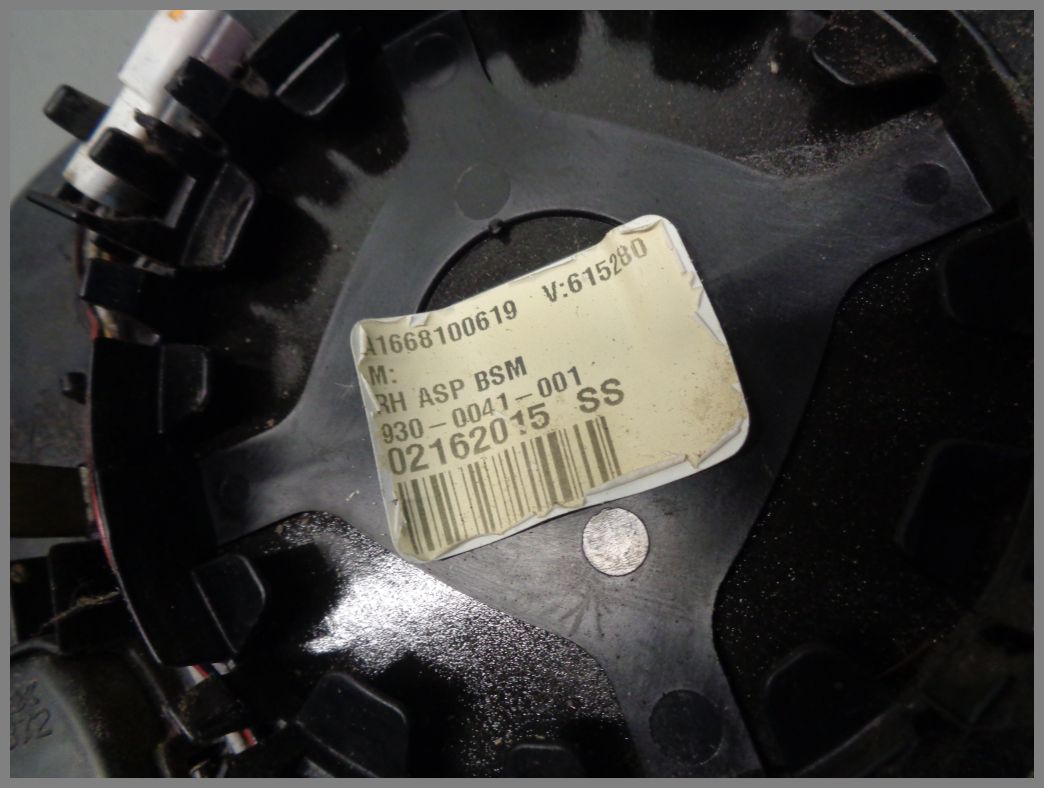 A1668100619 V:615280
M:
RH ASP BSM
930-0041-001
02162015 SS